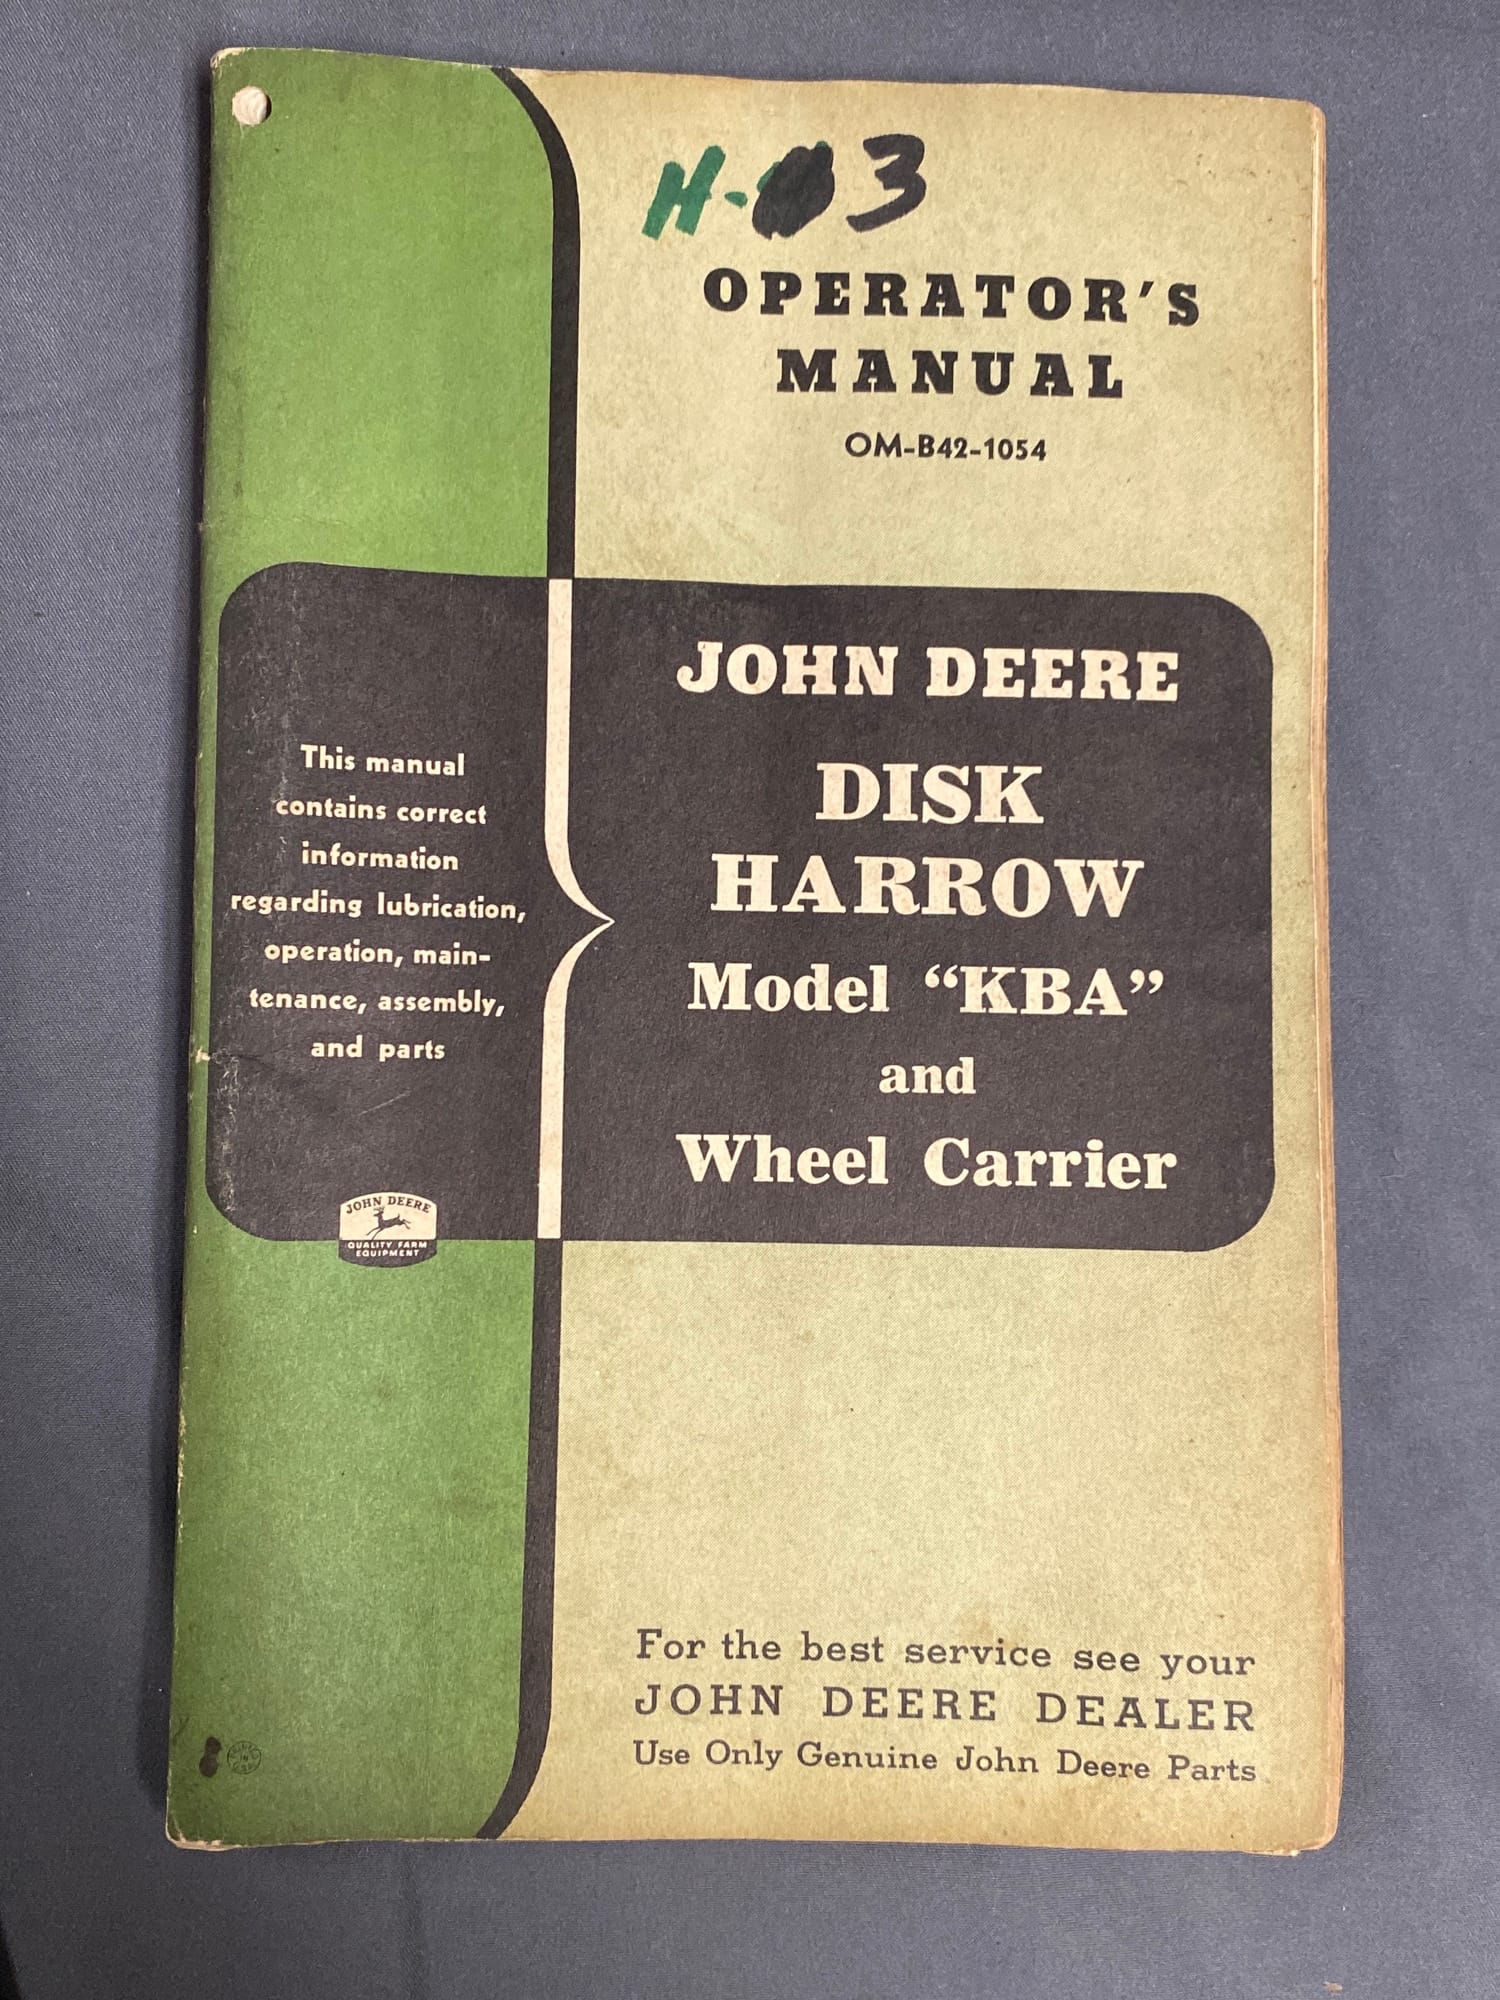 H- 3
OPERATOR'S
MANUAL
OM-B42-1054
This manual
contains correct
information
regarding lubrication,
operation, main-
tenance, assembly,
and parts
JOHN DEERE
DISK
HARROW
Model “KBA”
and
Wheel Carrier
JOHN DEERE
QUALITY FARM
EQUIPMENT
For the best service see your
JOHN DEERE DEALER
Use Only Genuine John Deere Parts